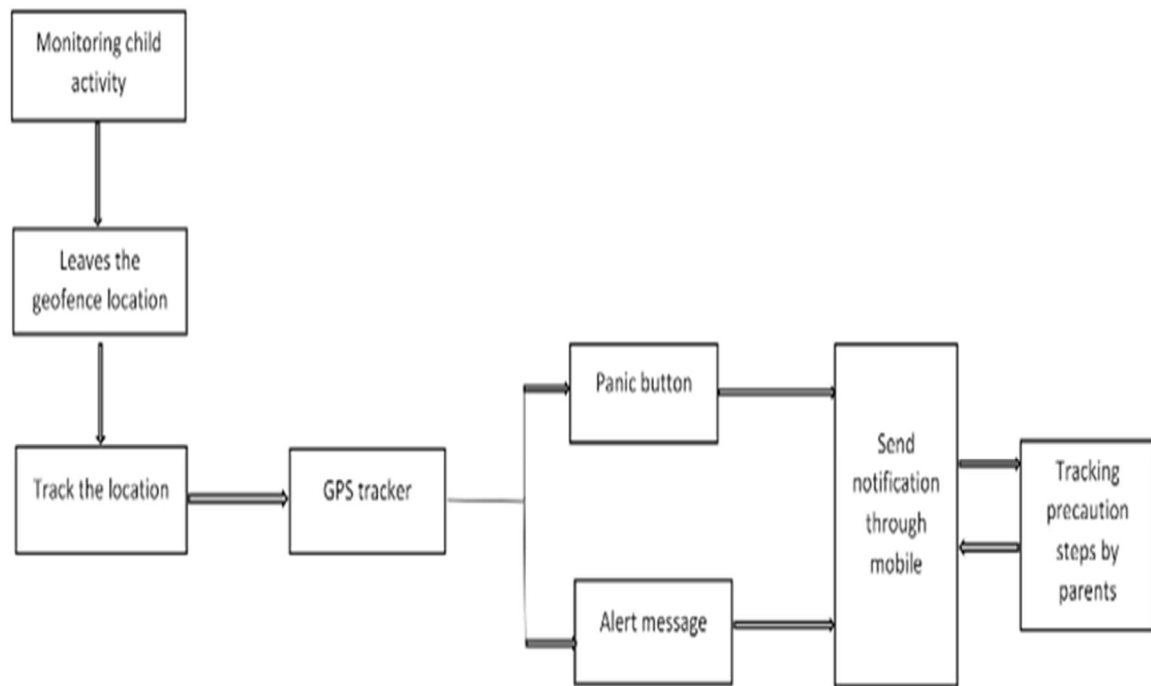 Monitoring child
activity
Leaves the
geofence location
Track the location
GPS tracker
Panic button
Alert message
Send
notification
through
mobile
Tracking
precaution
steps by
parents